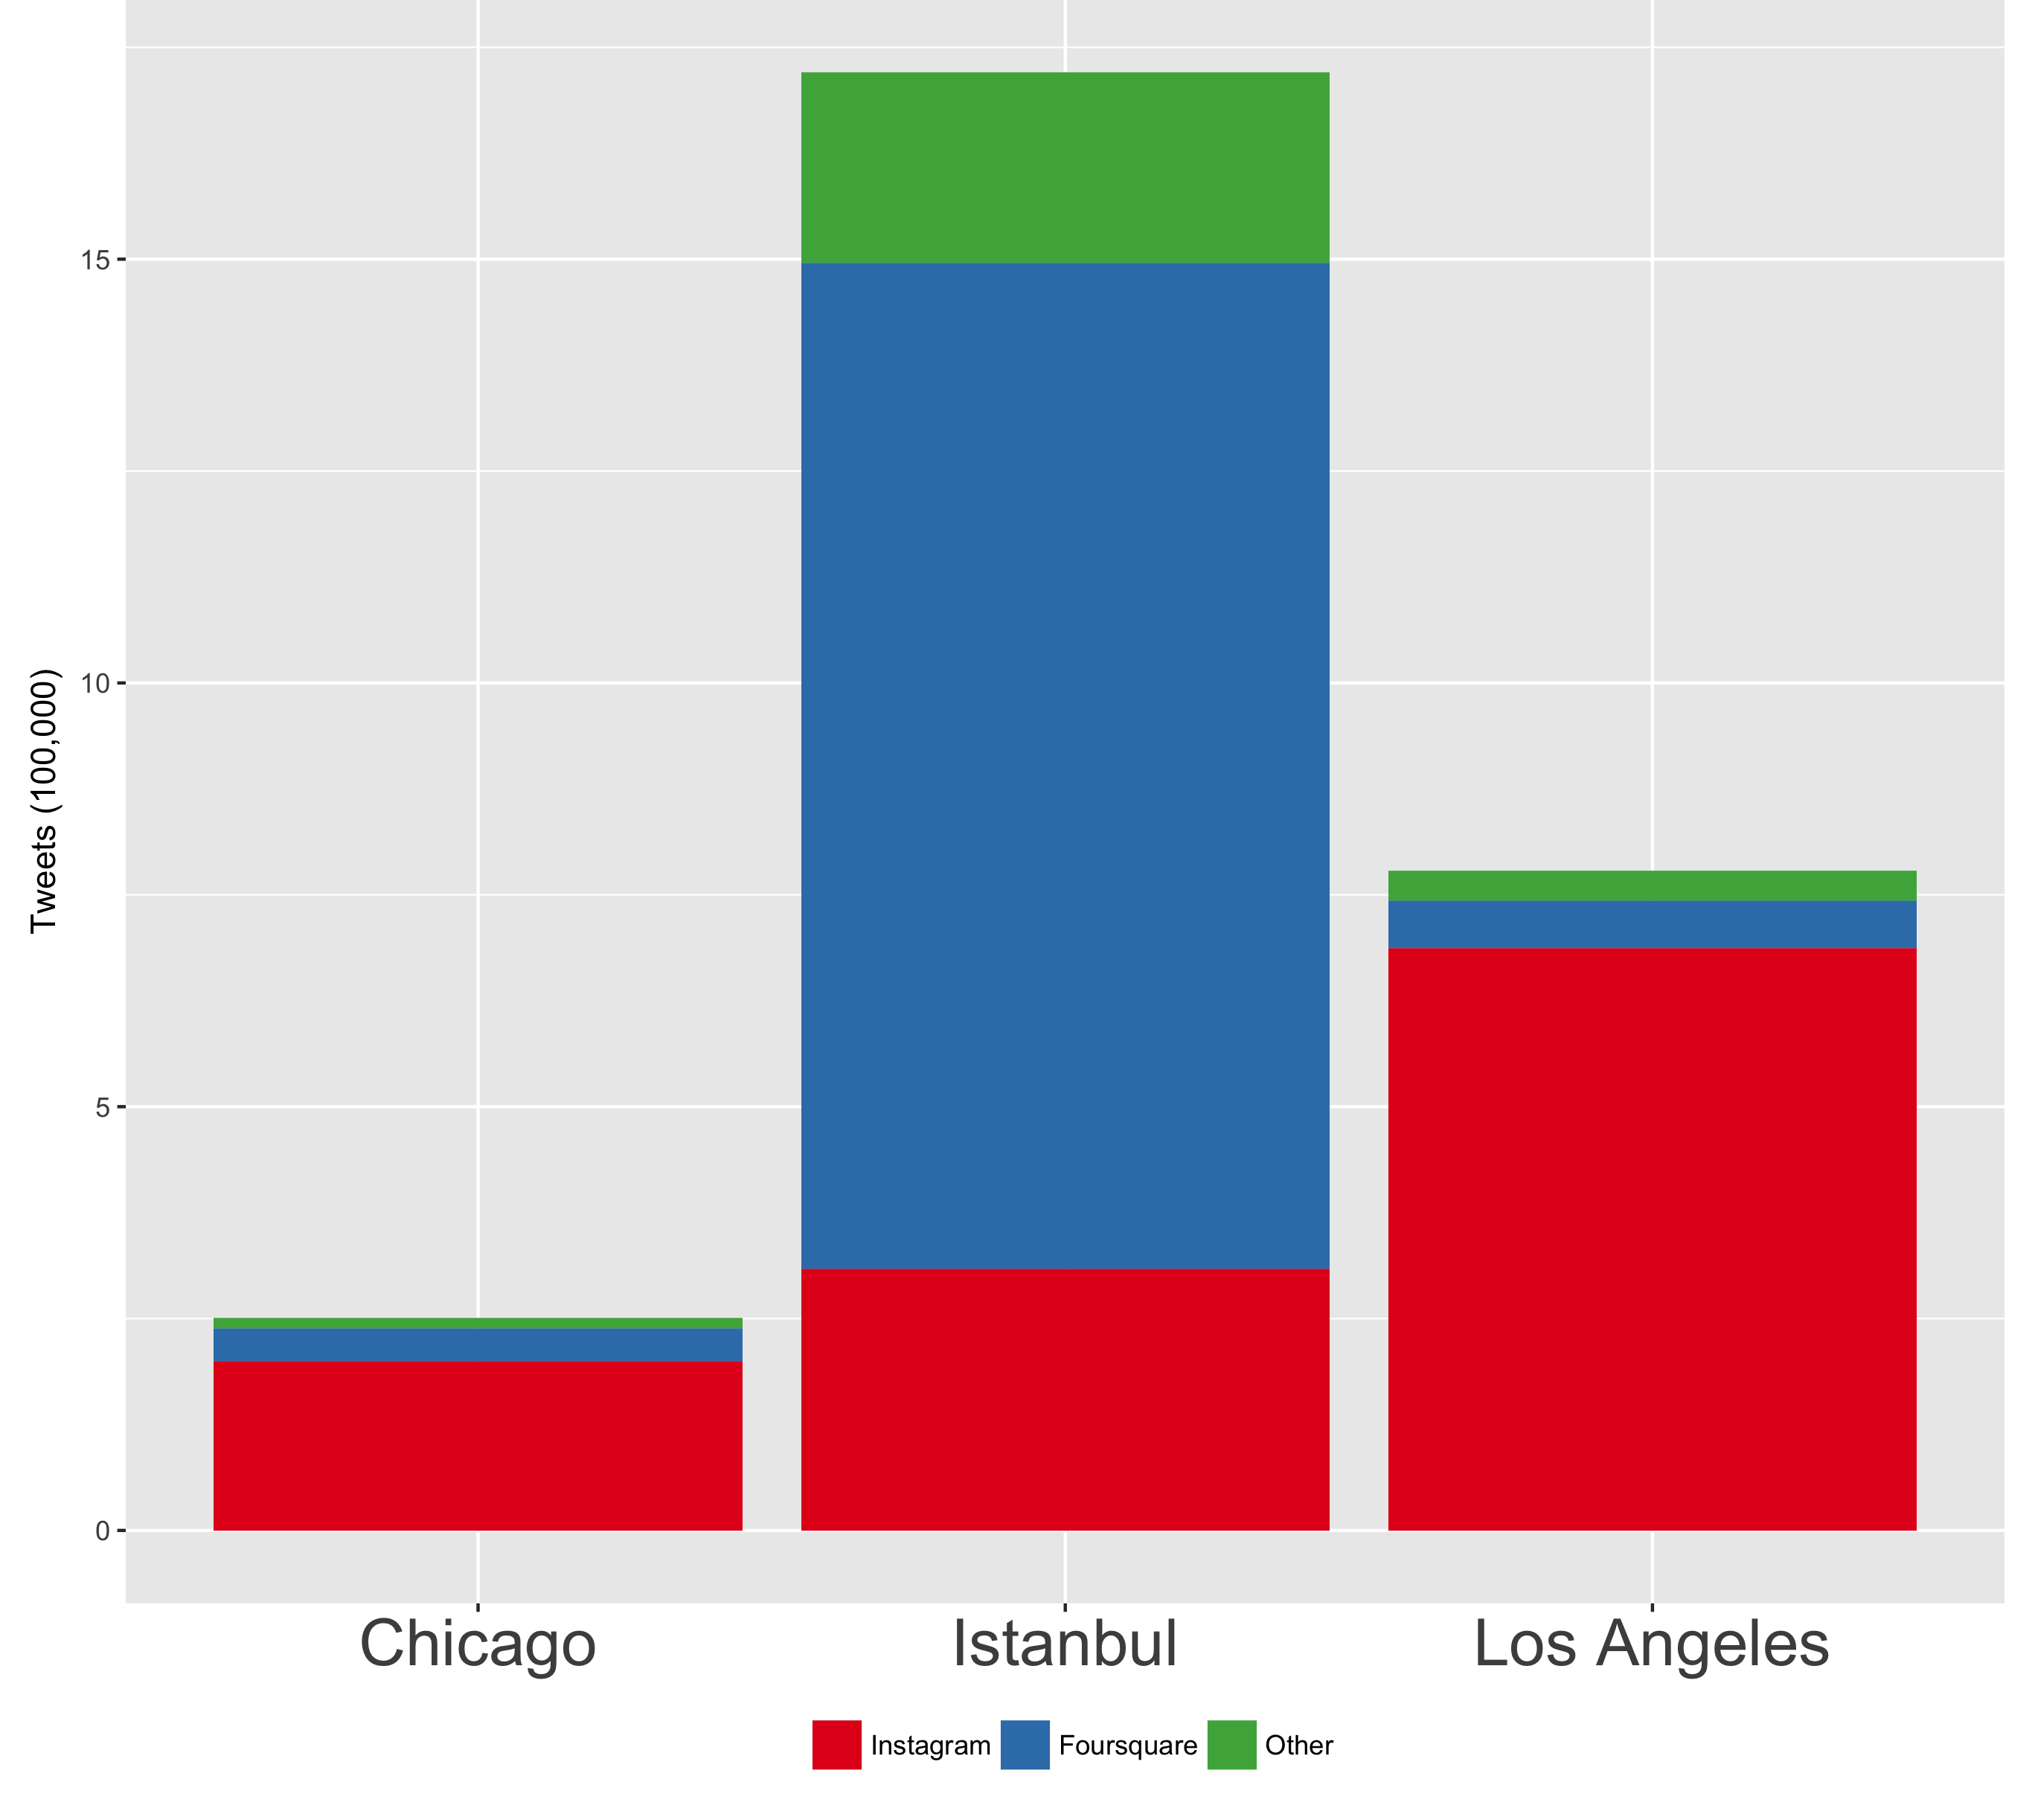 Tweets (100,000)
15
10
5
0
Chicago Istanbul Los Angeles
Instagram Foursquare Other